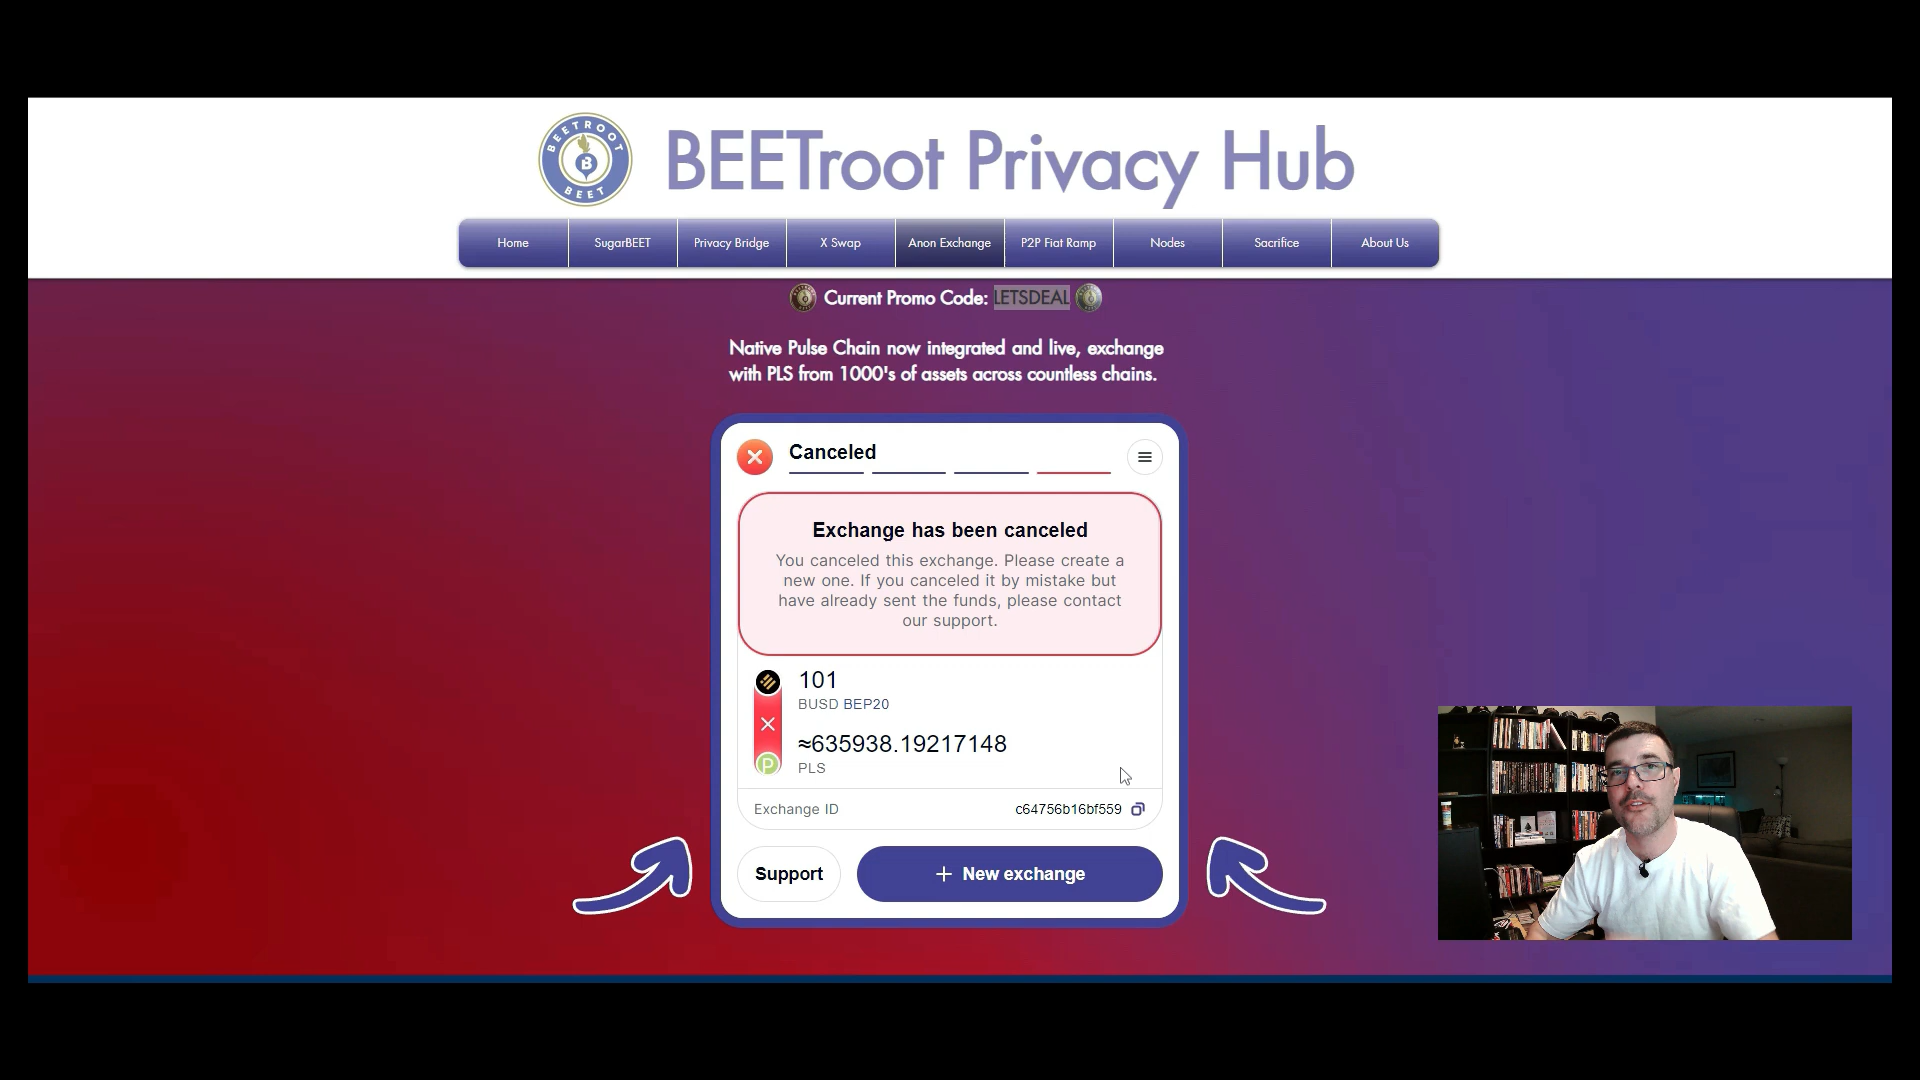 BEETROOT
BEET
B
BEETroot Privacy Hub
Home
SugarBEET
Privacy Bridge
X Swap
Anon Exchange
P2P Fiat Ramp
Nodes
Sacrifice
About Us
Current Promo Code: LETSDEAL
Native Pulse Chain now integrated and live, exchange
with PLS from 1000's of assets across countless chains.
Canceled
Exchange has been canceled
You canceled this exchange. Please create a
new one. If you canceled it by mistake but
have already sent the funds, please contact
our support.
101
BUSD BEP20
≈635938.19217148
P
PLS
Exchange ID
c64756b16bf559
Support
+ New exchange